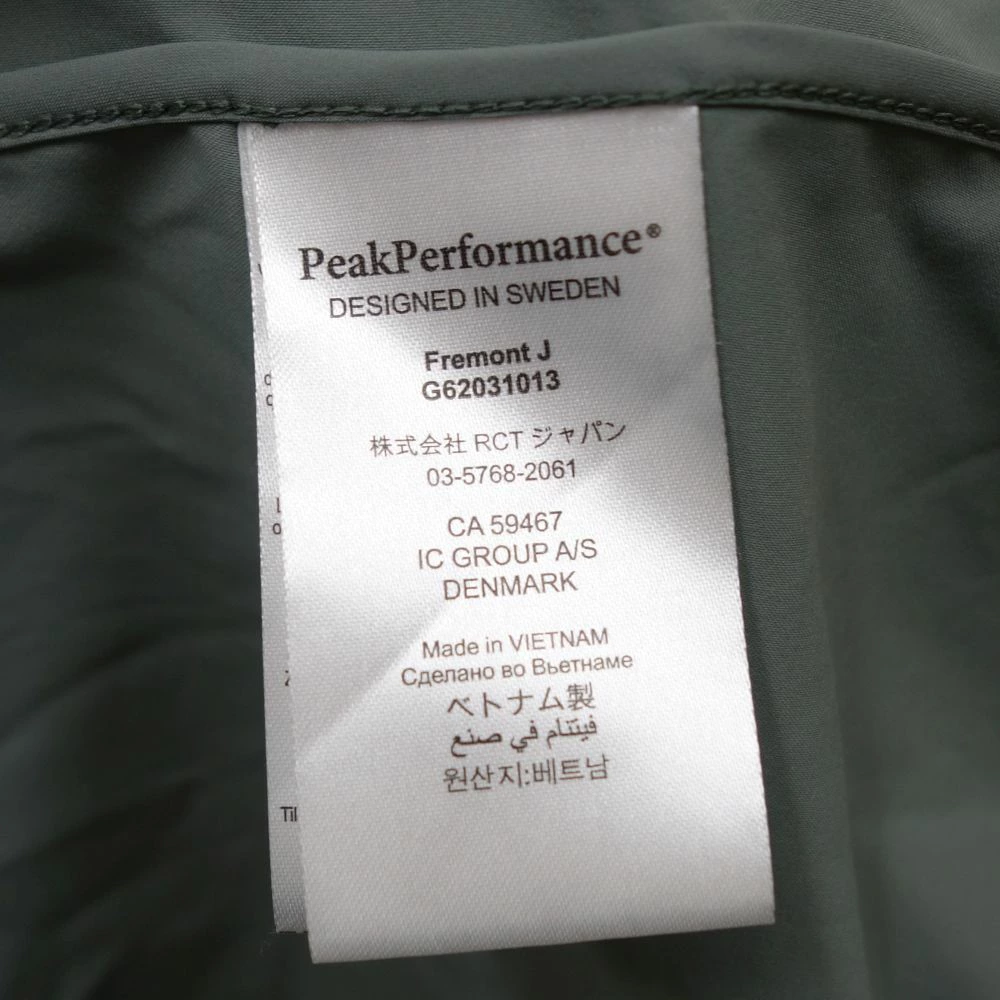 PeakPerformance®
DESIGNED IN SWEDEN
Fremont J
G62031013
株式会社 RCT ジャパン
03-5768-2061
CA 59467
IC GROUP A/S
DENMARK
Made in VIETNAM
Сделано во Вьетнаме
ベトナム製
فيتنام في صنع
원산지:베트남
Til